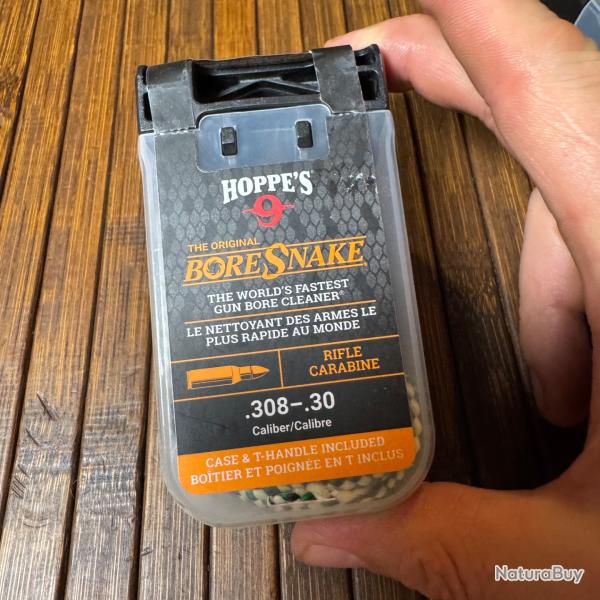 HOPPE'S
9
THE ORIGINAL
BORESNAKE
THE WORLD'S FASTEST
GUN BORE CLEANER®
LE NETTOYANT DES ARMES LE
PLUS RAPIDE AU MONDE
RIFLE
CARABINE
.308–.30
Caliber/Calibre
CASE & T-HANDLE INCLUDED
BOÎTIER ET POIGNÉE EN T INCLUS
NaturaBuy